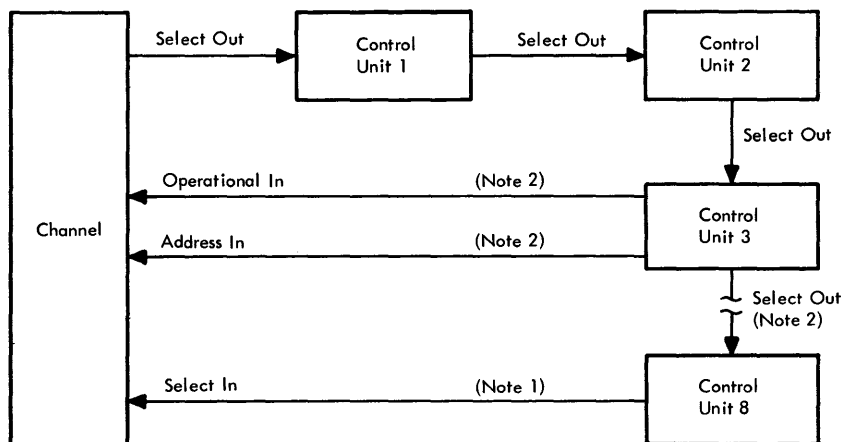 Select Out
Control
Unit 1
Select Out
Control
Unit 2
Select Out
Operational In
(Note 2)
Channel
Control
Unit 3
Address In
(Note 2)
Select Out
(Note 2)
Select In
(Note 1)
Control
Unit 8